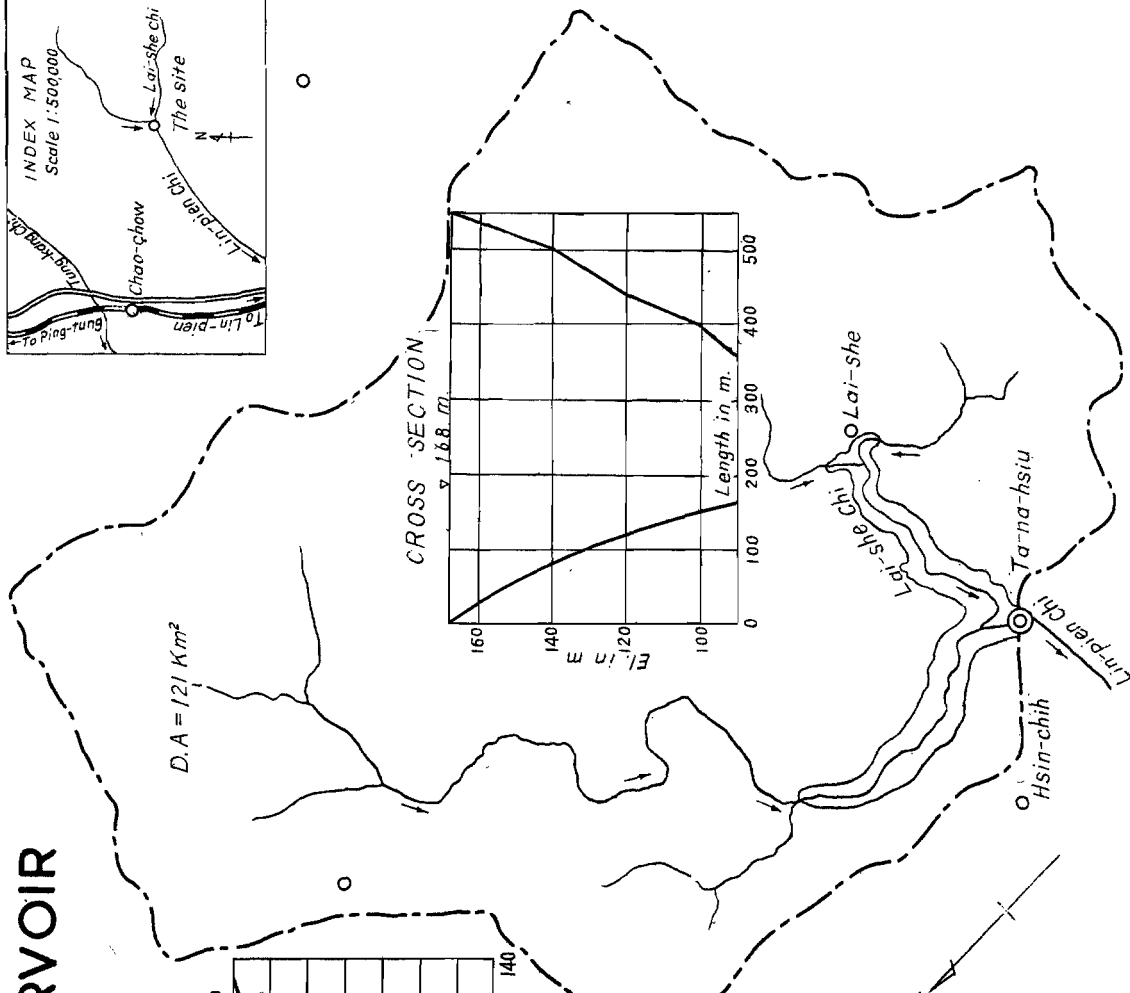 RVOIR
INDEX MAP
Scale 1:500,000
Tung-kang Chi
Chao-chow
To Ping-tung
To Lin-pien
Lin-pien Chi
Lai-she chi
The site
N
D.A = 121 Km²
CROSS SECTION
▽ 168 m.
El. in m
160
140
120
100
Length in m.
0
100
200
300
400
500
Lai-she
Lai-she Chi
Ta-na-hsiu
Lin-pien Chi
Hsin-chih
140